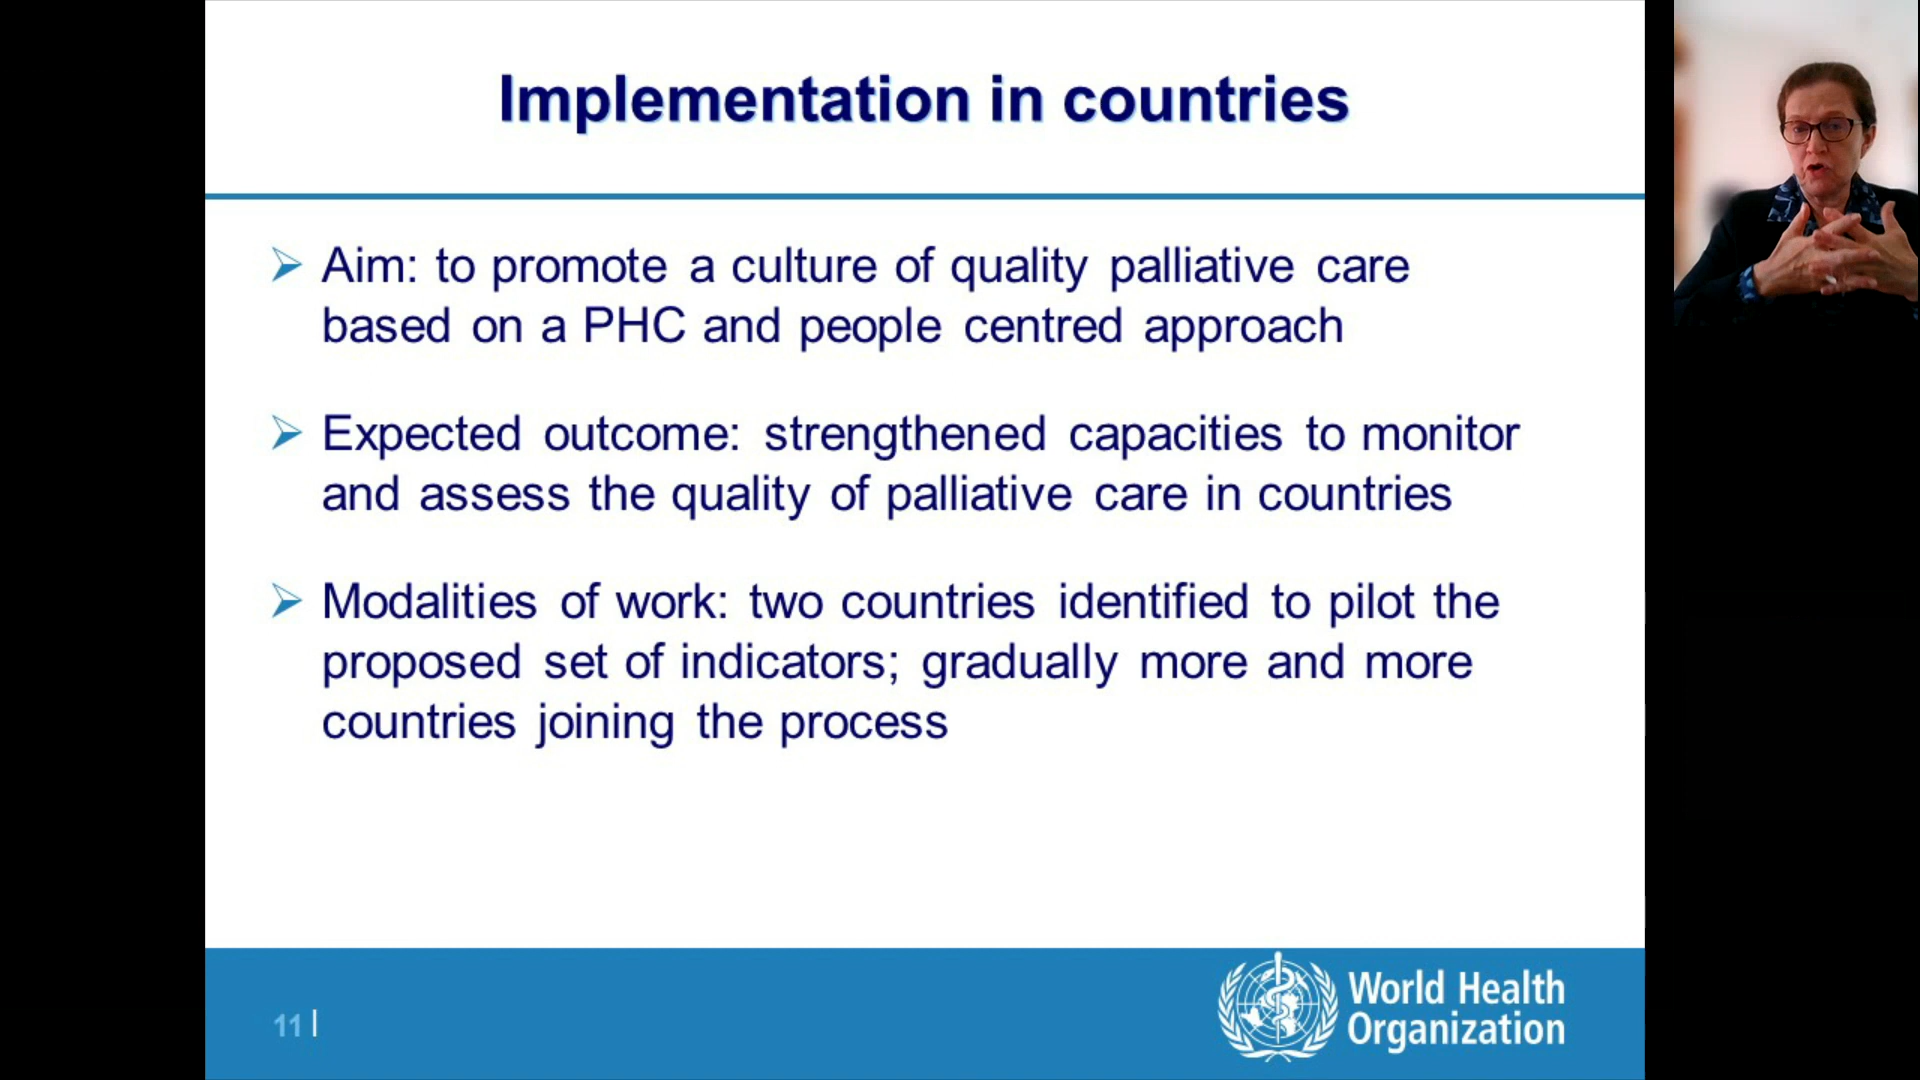 Implementation in countries
Aim: to promote a culture of quality palliative care
based on a PHC and people centred approach
Expected outcome: strengthened capacities to monitor
and assess the quality of palliative care in countries
Modalities of work: two countries identified to pilot the
proposed set of indicators; gradually more and more
countries joining the process
11 |
World Health
Organization